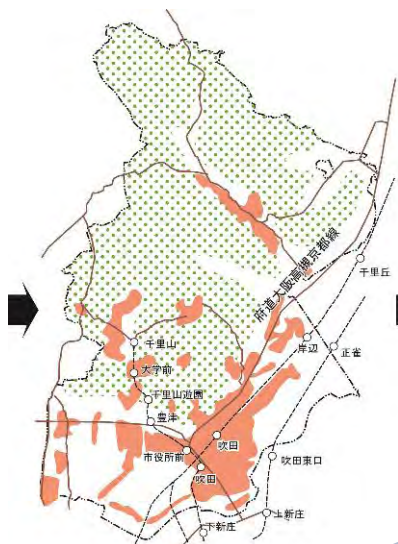 府道大阪高槻京都線
千里丘
千里山
岸辺
正雀
大学前
千里山遊園
豊津
吹田
市役所前
吹田東口
吹田
上新庄
下新庄